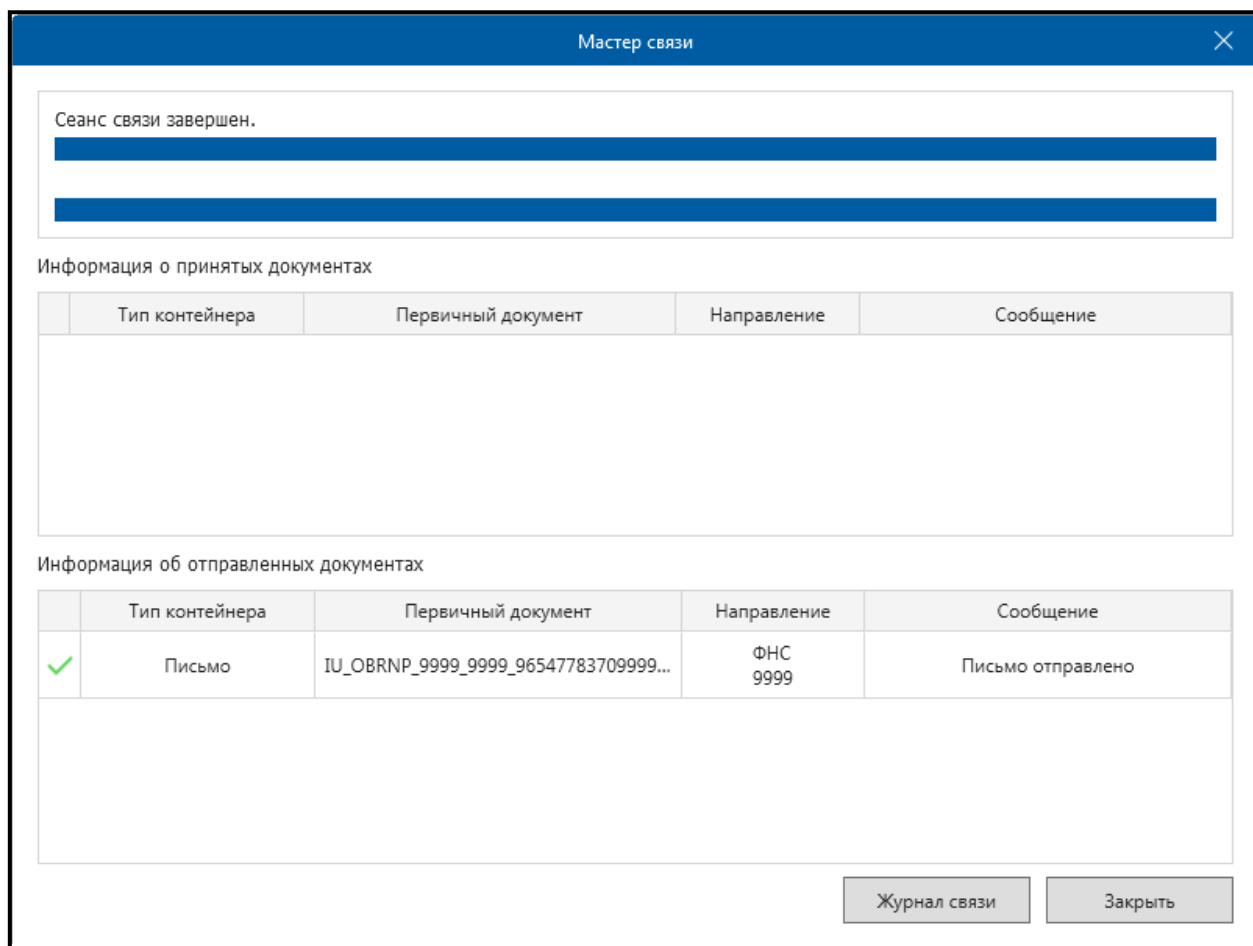 Мастер связи
Сеанс связи завершен.
Информация о принятых документах
Тип контейнера Первичный документ Направление Сообщение
Информация об отправленных документах
Тип контейнера Первичный документ Направление Сообщение
Письмо IU_OBRNP_9999_9999_96547783709999... ФНС 9999 Письмо отправлено
Журнал связи Закрыть